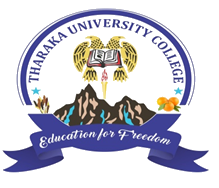 THARAKA UNIVERSITY COLLEGE
Education for Freedom